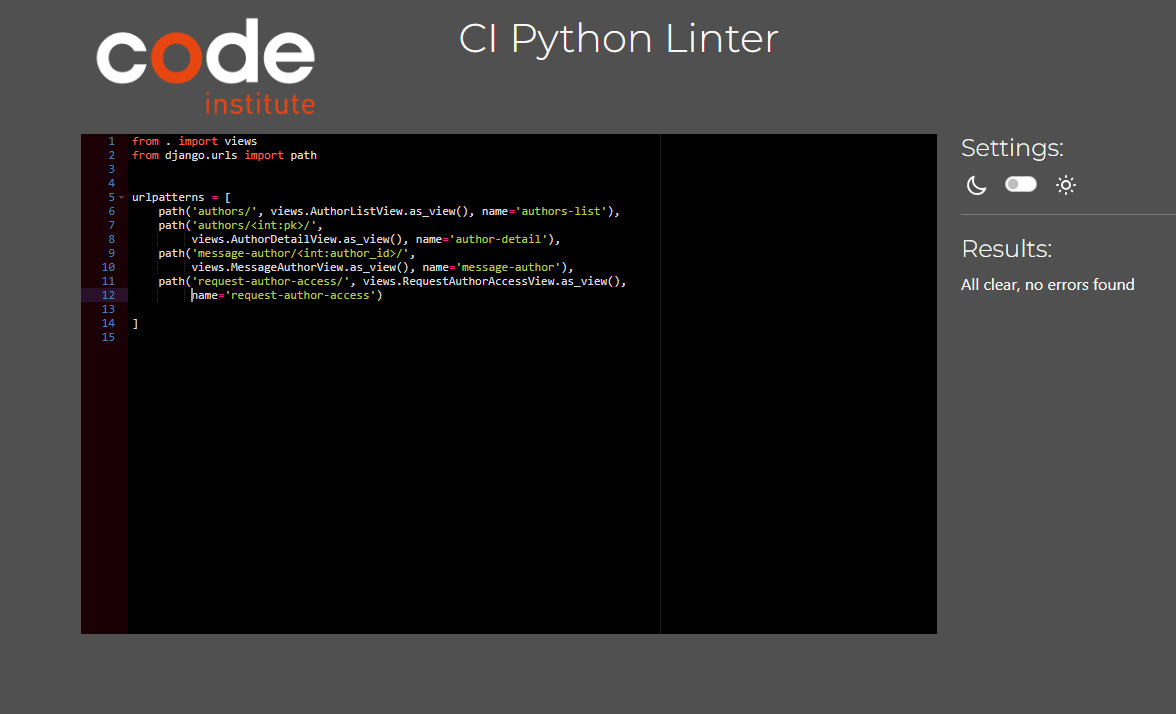 code
institute
CI Python Linter
1 from . import views
2 from django.urls import path
3
4
5 urlpatterns = [
6     path('authors/', views.AuthorListView.as_view(), name='authors-list'),
7     path('authors/<int:pk>/',
8          views.AuthorDetailView.as_view(), name='author-detail'),
9     path('message-author/<int:author_id>/',
10          views.MessageAuthorView.as_view(), name='message-author'),
11     path('request-author-access/', views.RequestAuthorAccessView.as_view(),
12          name='request-author-access')
13
14 ]
15
Settings:
Results:
All clear, no errors found